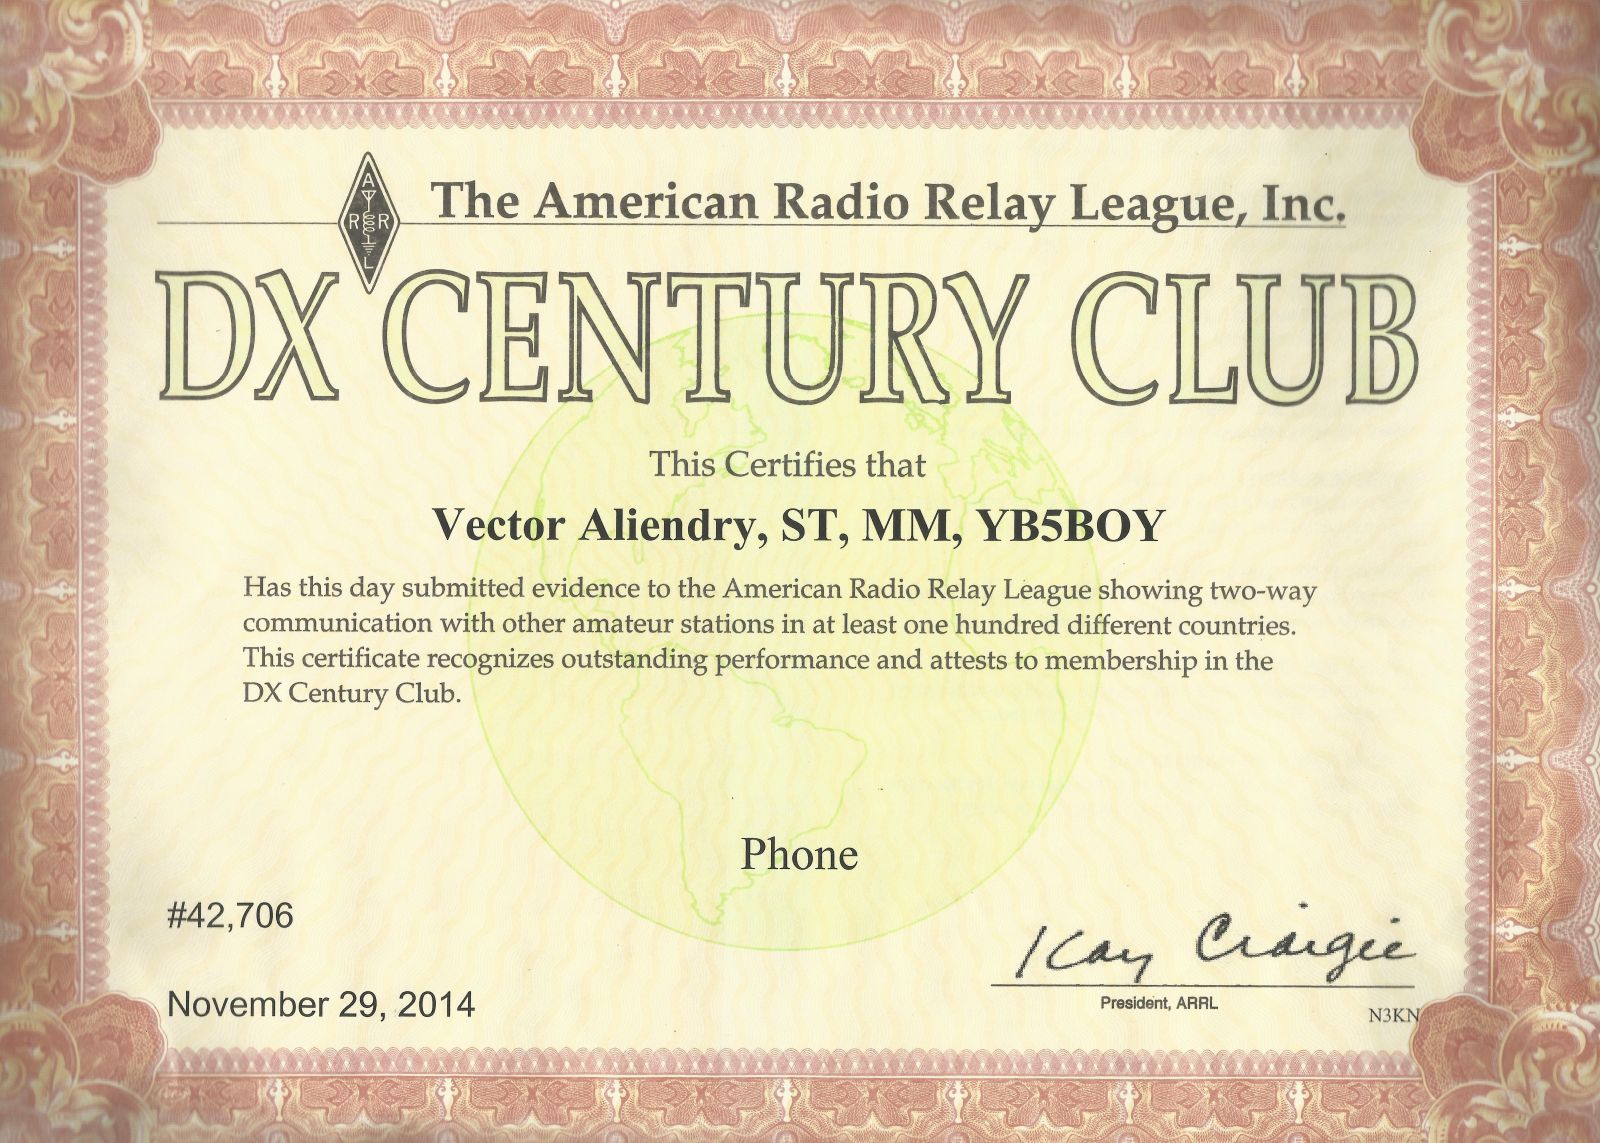 The American Radio Relay League, Inc.
A
R R
L
DX CENTURY CLUB
This Certifies that
Vector Aliendry, ST, MM, YB5BOY
Has this day submitted evidence to the American Radio Relay League showing two-way
communication with other amateur stations in at least one hundred different countries.
This certificate recognizes outstanding performance and attests to membership in the
DX Century Club.
Phone
#42,706
Kay Craigie
November 29, 2014
President, ARRL
N3KN